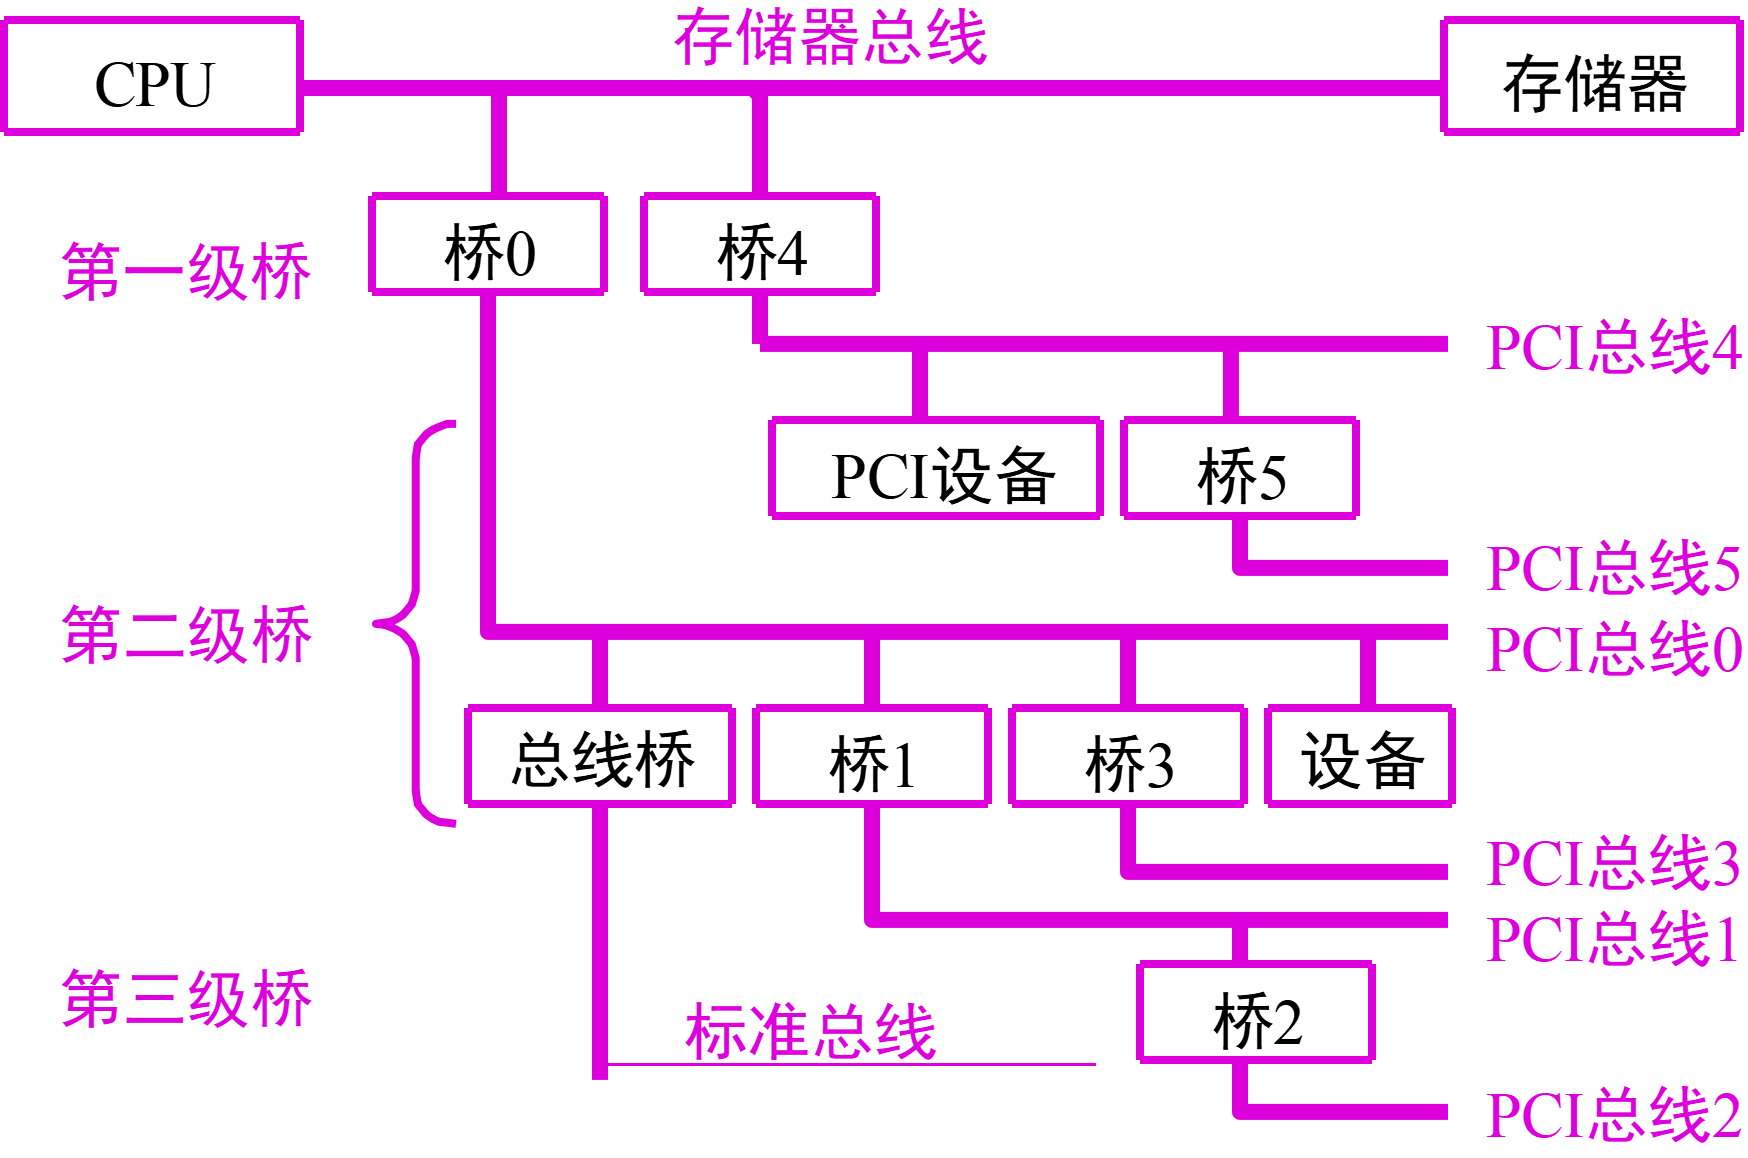 存储器总线
CPU
存储器
桥0
桥4
第一级桥
PCI总线4
PCI设备
桥5
PCI总线5
第二级桥
PCI总线0
总线桥
桥1
桥3
设备
PCI总线3
PCI总线1
第三级桥
标准总线
桥2
PCI总线2